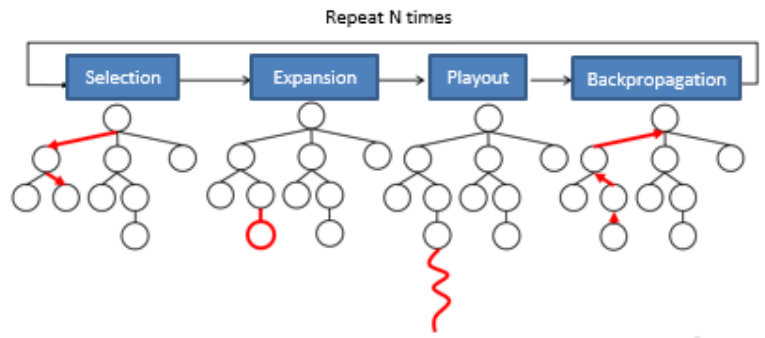 Repeat N times
Selection
Expansion
Playout
Backpropagation